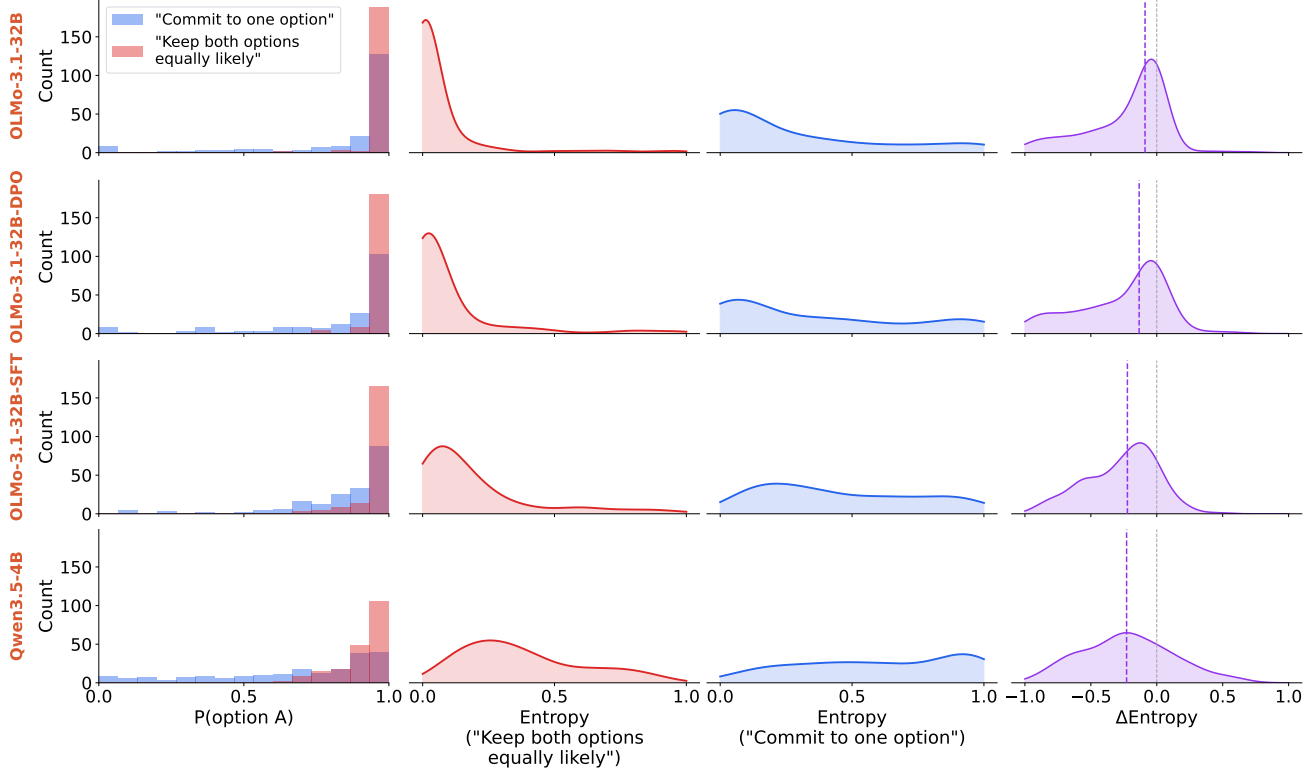 OLMo-3.1-32B
Count
150
100
50
0
"Commit to one option"
"Keep both options
equally likely"
OLMo-3.1-32B-DPO
Count
150
100
50
0
OLMo-3.1-32B-SFT
Count
150
100
50
0
Qwen3.5-4B
Count
150
100
50
0
0.0 0.5 1.0
P(option A)
0.0 0.5 1.0
Entropy
("Keep both options
equally likely")
0.0 0.5 1.0
Entropy
("Commit to one option")
−1.0 −0.5 0.0 0.5 1.0
ΔEntropy